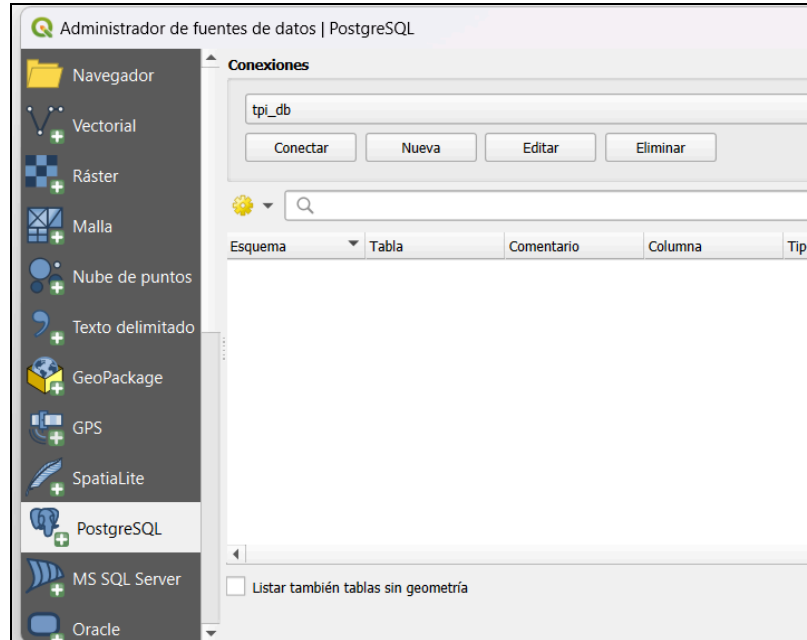 Administrador de fuentes de datos | PostgreSQL
Navegador
Vectorial
Ráster
Malla
Nube de puntos
Texto delimitado
GeoPackage
GPS
SpatiaLite
PostgreSQL
MS SQL Server
Oracle
Conexiones
tpi_db
Conectar Nueva Editar Eliminar
Esquema Tabla Comentario Columna Tip
Listar también tablas sin geometría